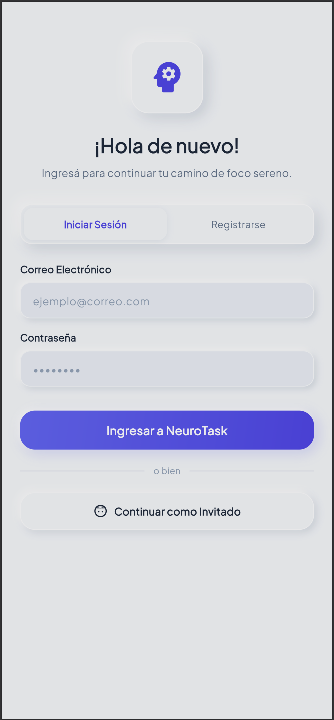 ¡Hola de nuevo!
Ingresá para continuar tu camino de foco sereno.
Iniciar Sesión
Registrarse
Correo Electrónico
ejemplo@correo.com
Contraseña
••••••••
Ingresar a NeuroTask
o bien
Continuar como Invitado